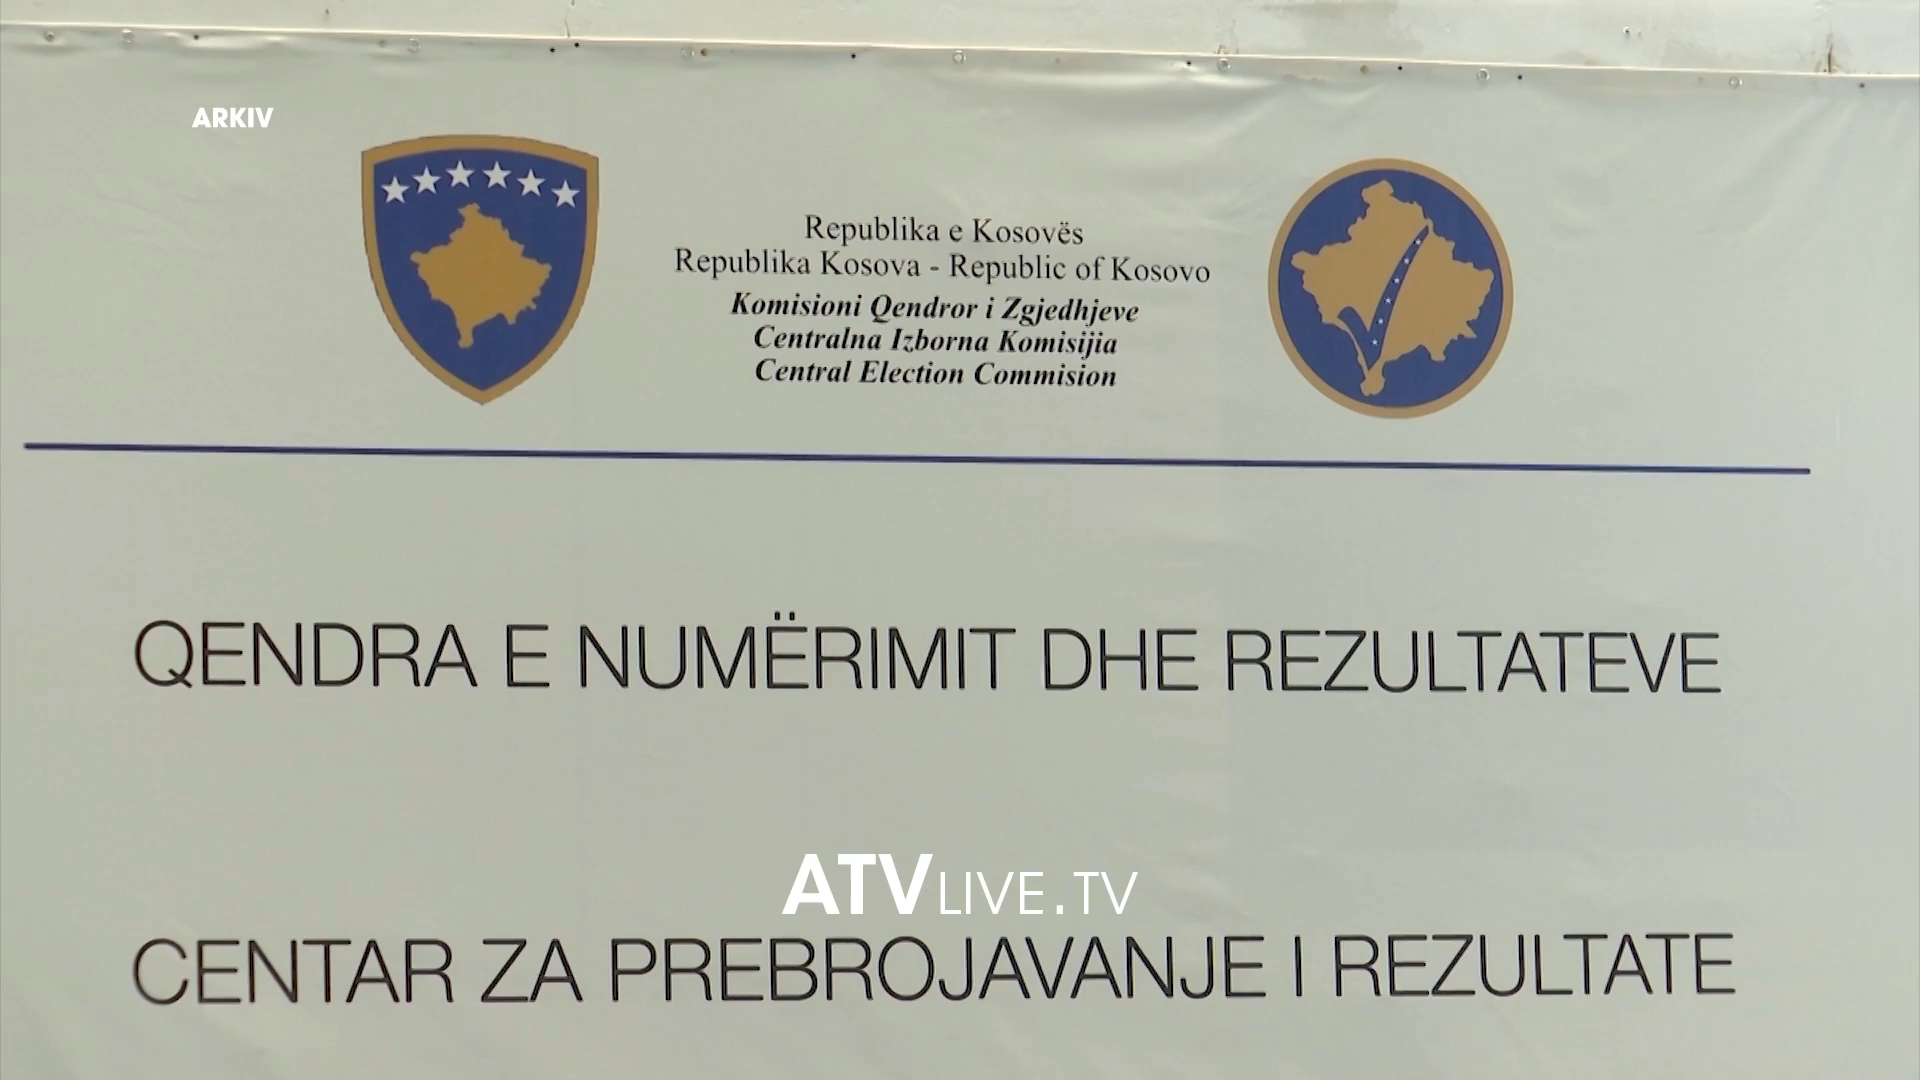 ARKIV
Republika e Kosovës
Republika Kosova - Republic of Kosovo
Komisioni Qendror i Zgjedhjeve
Centralna Izborna Komisijia
Central Election Commision
QENDRA E NUMËRIMIT DHE REZULTATEVE
ATVLIVE.TV
CENTAR ZA PREBROJAVANJE I REZULTATE